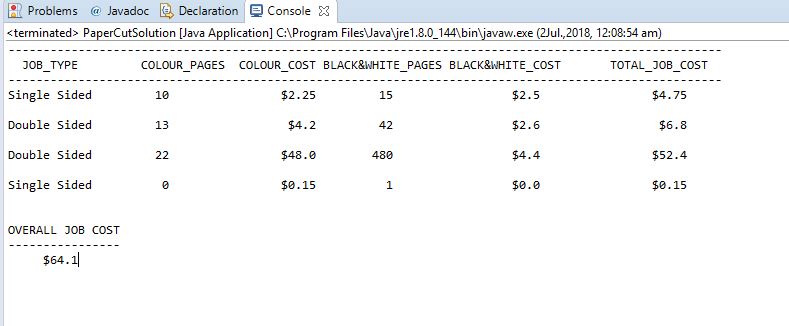 Problems @ Javadoc Declaration Console
<terminated> PaperCutSolution [Java Application] C:\Program Files\Java\jre1.8.0_144\bin\javaw.exe (2Jul.,2018, 12:08:54 am)
JOB_TYPE COLOUR_PAGES COLOUR_COST BLACK&WHITE_PAGES BLACK&WHITE_COST TOTAL_JOB_COST
Single Sided 10 $2.25 15 $2.5 $4.75
Double Sided 13 $4.2 42 $2.6 $6.8
Double Sided 22 $48.0 480 $4.4 $52.4
Single Sided 0 $0.15 1 $0.0 $0.15
OVERALL JOB COST
----------------
$64.1